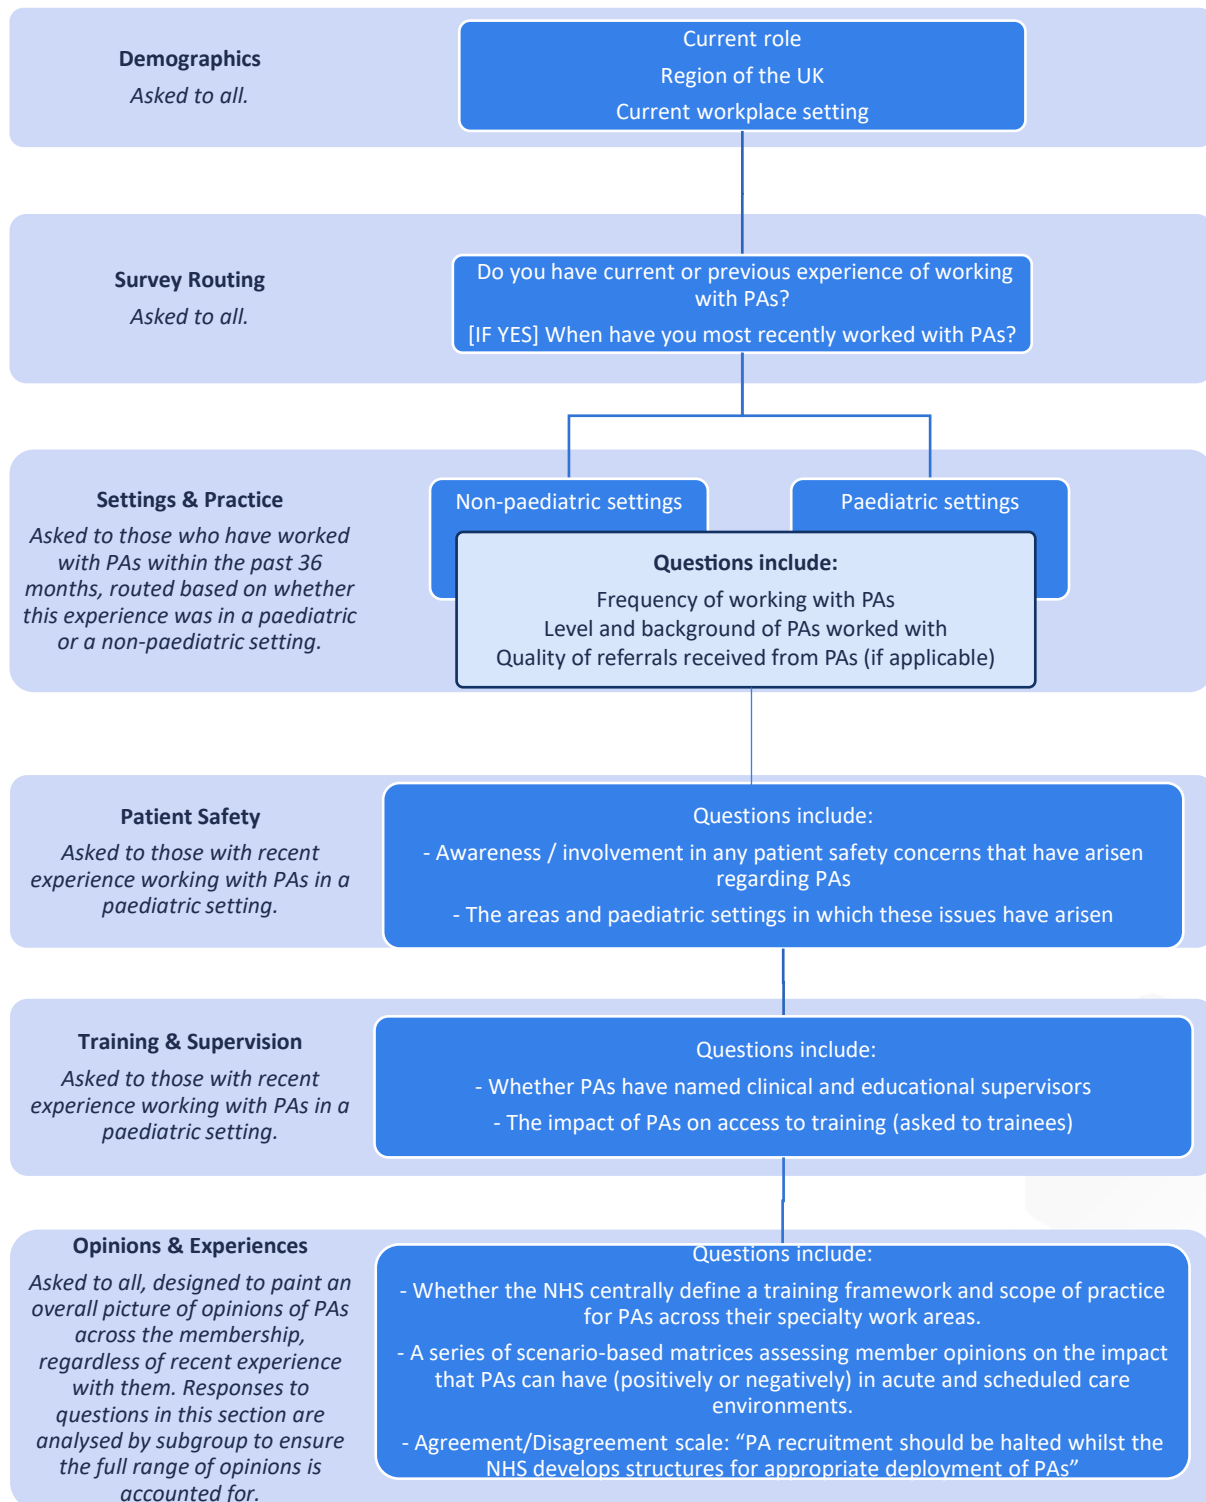 Demographics
Asked to all.
Current role
Region of the UK
Current workplace setting
Survey Routing
Asked to all.
Do you have current or previous experience of working
with PAs?
[IF YES] When have you most recently worked with PAs?
Settings & Practice
Asked to those who have worked
with PAs within the past 36
months, routed based on whether
this experience was in a paediatric
or a non-paediatric setting.
Non-paediatric settings
Paediatric settings
Questions include:
Frequency of working with PAs
Level and background of PAs worked with
Quality of referrals received from PAs (if applicable)
Patient Safety
Asked to those with recent
experience working with PAs in a
paediatric setting.
Questions include:
- Awareness / involvement in any patient safety concerns that have arisen
regarding PAs
- The areas and paediatric settings in which these issues have arisen
Training & Supervision
Asked to those with recent
experience working with PAs in a
paediatric setting.
Questions include:
- Whether PAs have named clinical and educational supervisors
- The impact of PAs on access to training (asked to trainees)
Opinions & Experiences
Asked to all, designed to paint an
overall picture of opinions of PAs
across the membership,
regardless of recent experience
with them. Responses to
questions in this section are
analysed by subgroup to ensure
the full range of opinions is
accounted for.
Questions include:
- Whether the NHS centrally define a training framework and scope of practice
for PAs across their specialty work areas.
- A series of scenario-based matrices assessing member opinions on the impact
that PAs can have (positively or negatively) in acute and scheduled care
environments.
- Agreement/Disagreement scale: “PA recruitment should be halted whilst the
NHS develops structures for appropriate deployment of PAs”